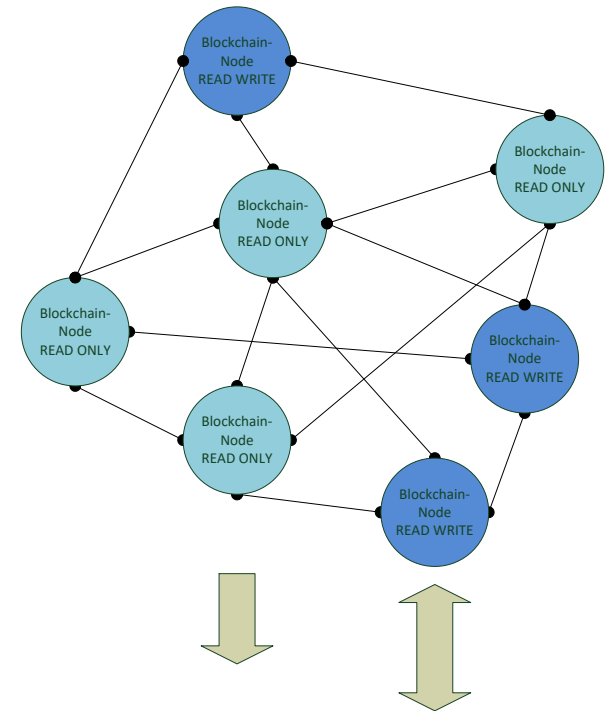 Blockchain-
Node
READ WRITE
Blockchain-
Node
READ ONLY
Blockchain-
Node
READ ONLY
Blockchain-
Node
READ ONLY
Blockchain-
Node
READ WRITE
Blockchain-
Node
READ ONLY
Blockchain-
Node
READ WRITE